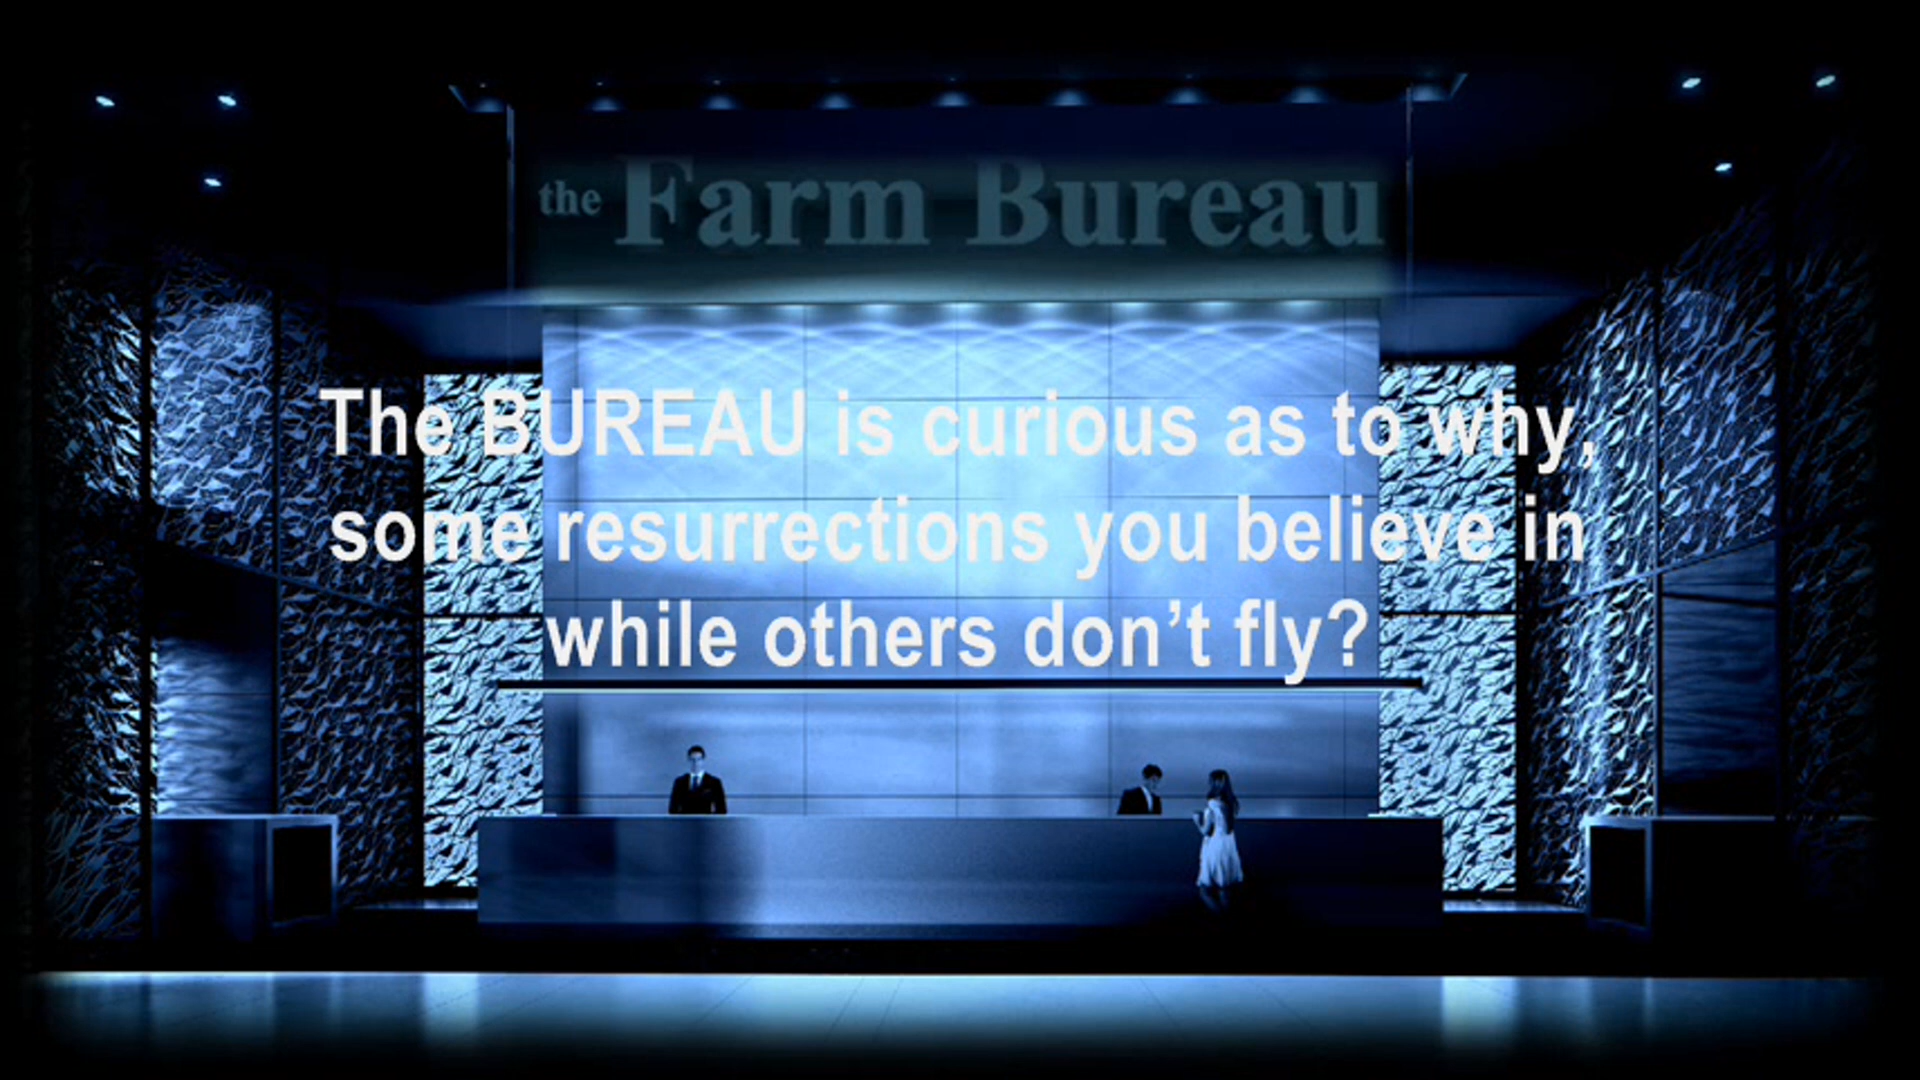 the Farm Bureau
The BUREAU is curious as to why,
some resurrections you believe in
while others don’t fly?